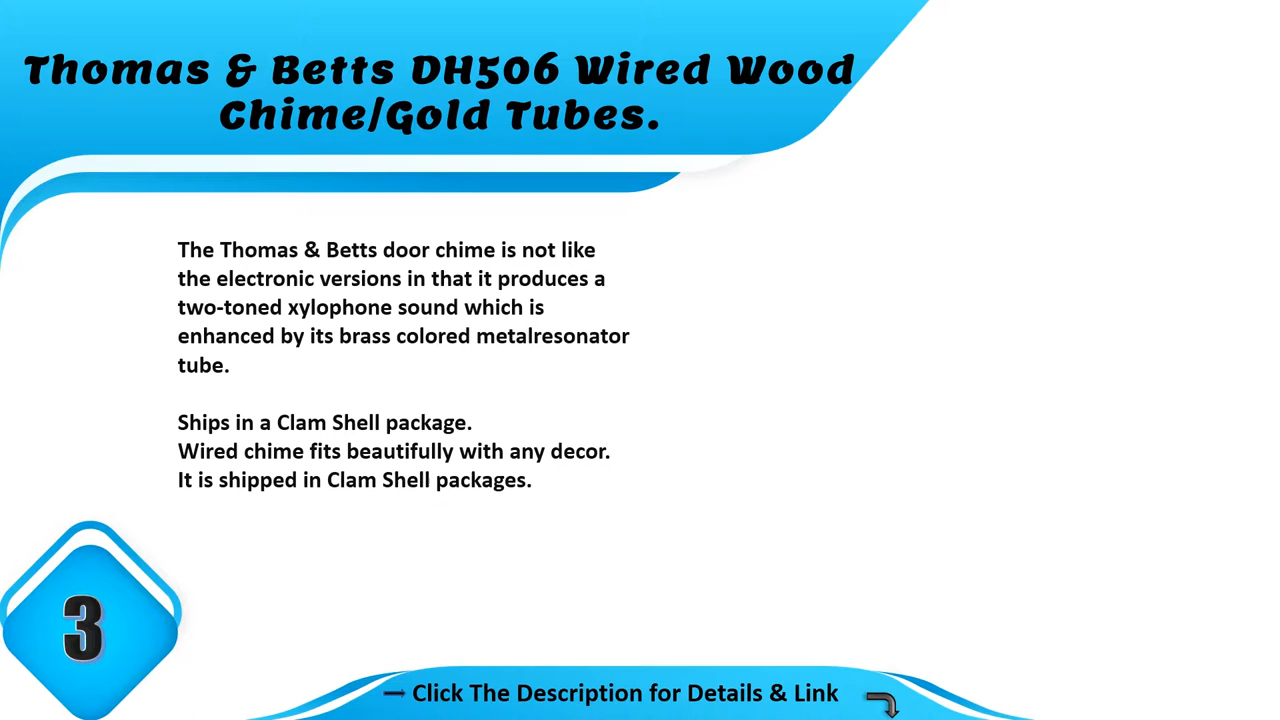 Thomas & Betts DH506 Wired Wood
Chime/Gold Tubes.
The Thomas & Betts door chime is not like
the electronic versions in that it produces a
two-toned xylophone sound which is
enhanced by its brass colored metalresonator
tube.
Ships in a Clam Shell package.
Wired chime fits beautifully with any decor.
It is shipped in Clam Shell packages.
3
Click The Description for Details & Link